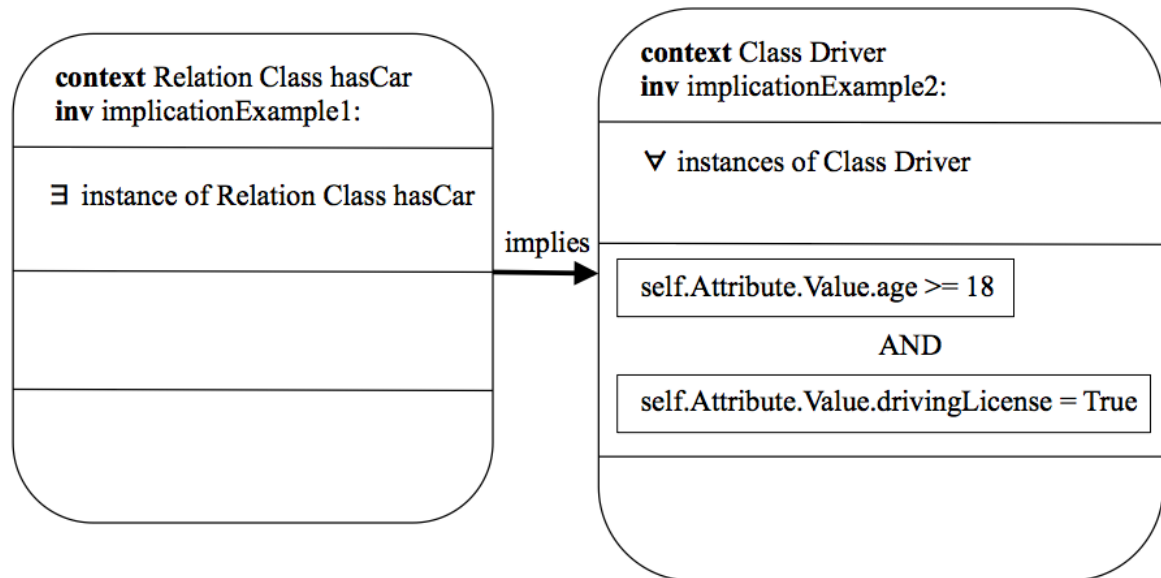 context Relation Class hasCar
inv implicationExample1:
∃ instance of Relation Class hasCar
implies
context Class Driver
inv implicationExample2:
∀ instances of Class Driver
self.Attribute.Value.age >= 18
AND
self.Attribute.Value.drivingLicense = True